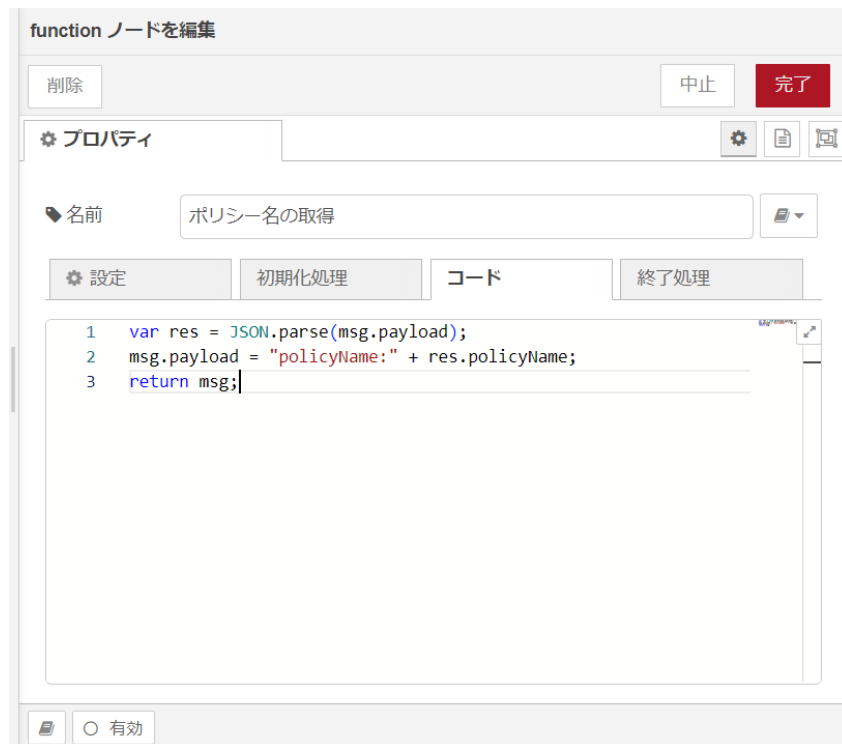 function ノードを編集
削除
中止
完了
プロパティ
名前
ポリシー名の取得
設定
初期化処理
コード
終了処理
1 var res = JSON.parse(msg.payload);
2 msg.payload = "policyName:" + res.policyName;
3 return msg;
有効